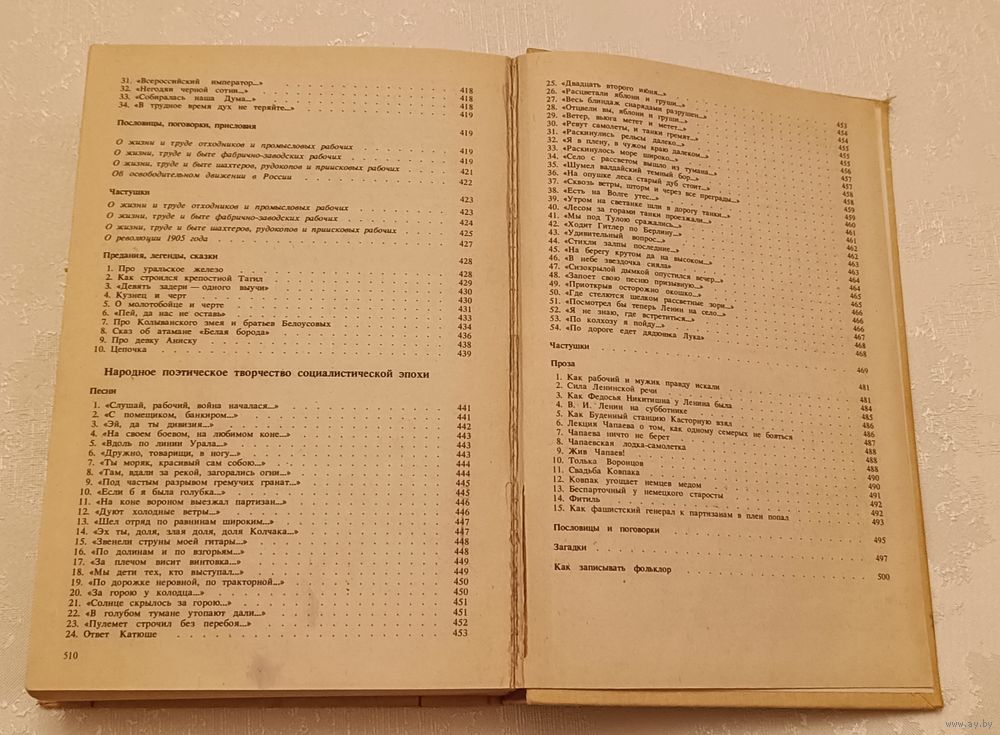 31. «Всероссийский император...» 418
32. «Негодяи черной сотни...» 418
33. «Собиралась наша Дума...» 418
34. «В трудное время дух не теряйте...» 419
Пословицы, поговорки, присловия 419
О жизни и труде отходников и промысловых рабочих 419
О жизни, труде и быте фабрично-заводских рабочих 419
О жизни, труде и быте шахтеров, рудокопов и приисковых рабочих 421
Об освободительном движении в России 422
Частушки 423
О жизни и труде отходников и промысловых рабочих 423
О жизни, труде и быте фабрично-заводских рабочих 424
О жизни, труде и быте шахтеров, рудокопов и приисковых рабочих 425
О революции 1905 года 427
Предания, легенды, сказки 428
1. Про уральское железо 428
2. Как строился крепостной Тагил 429
3. «Девять задери — одного выучи» 430
4. Кузнец и черт 430
5. О молотобойце и черте 431
6. «Пей, да нас не оставь» 433
7. Про Колыванского змея и братьев Белоусовых 434
8. Сказ об атамане «Белая борода» 436
9. Про девку Аниску 438
10. Цепочка 439
Народное поэтическое творчество социалистической эпохи
Песни
1. «Слушай, рабочий, война началася...» 441
2. «С помещиком, банкиром...» 441
3. «Эй, да ты дивизия...» 442
4. «На своем боевом, на любимом коне...» 443
5. «Вдоль по линии Урала...» 443
6. «Дружно, товарищи, в ногу...» 443
7. «Ты моряк, красивый сам собою...» 444
8. «Там, вдали за рекой, загорались огни...» 444
9. «Под частым разрывом гремучих гранат...» 445
10. «Если б я была голубка...» 445
11. «На коне вороном выезжал партизан...» 446
12. «Дуют холодные ветры...» 446
13. «Шел отряд по равнинам широким...» 447
14. «Эх ты, доля, злая доля, доля Колчака...» 447
15. «Звенели струны моей гитары...» 448
16. «По долинам и по взгорьям...» 448
17. «За плечом висит винтовка...» 449
18. «Мы дети тех, кто выступал...» 449
19. «По дорожке неровной, по тракторной...» 450
20. «За горою у колодца...» 450
21. «Солнце скрылось за горою...» 451
22. «В голубом тумане утопают дали...» 451
23. «Пулемет строчил без перебоя...» 452
24. Ответ Катюше 453
510
25. «Двадцать второго июня...» 453
26. «Расцветали яблони и груши...» 454
27. «Весь блиндаж снарядами разрушен...» 454
28. «Отцвели вы, яблони и груши...» 455
29. «Ветер, вьюга метет и метет...» 455
30. «Ревут самолеты, и танки гремят...» 455
31. «Раскинулись рельсы далеко...» 456
32. «Я в плену, в чужом краю далеком...» 457
33. «Раскинулось море широко...» 457
34. «Село с рассветом вышло из тумана...» 458
35. «Шумел валдайский темный бор...» 458
36. «На опушке леса старый дуб стоит...» 459
37. «Сквозь ветры, шторм и через все преграды...» 459
38. «Есть на Волге утес...» 460
39. «Утром на светанке шли в дорогу танки...» 461
40. «Лесом за горами танки проезжали...» 461
41. «Мы под Тулою сражались...» 462
42. «Ходит Гитлер по Берлину...» 462
43. «Удивительный вопрос...» 463
44. «Стихли залпы последние...» 463
45. «На берегу крутом да на высоком...» 464
46. «В небе звездочка сияла» 464
47. «Сизокрылой дымкой опустился вечер...» 465
48. «Запоет свою песню призывную...» 465
49. «Приоткрыв осторожно окошко...» 466
50. «Где стелются шелком рассветные зори...» 466
51. «Посмотрел бы теперь Ленин на село...» 466
52. «Я не знаю, где встретиться...» 467
53. «По колхозу я пойду...» 468
54. «По дороге едет дядюшка Лука» 468
Частушки 469
Проза 481
1. Как рабочий и мужик правду искали 481
2. Сила Ленинской речи 484
3. Как Федосья Никитишна у Ленина была 485
4. В. И. Ленин на субботнике 486
5. Как Буденный станцию Касторную взял 486
6. Лекция Чапаева о том, как одному семерых не бояться 487
7. Чапаева ничто не берет 488
8. Чапаевская лодка-самолетка 488
9. Жив Чапаев! 488
10. Только Воронцов 490
11. Свадьба Ковпака 490
12. Ковпак угощает немцев медом 491
13. Беспарточный у немецкого старосты 492
14. Фитиль 492
15. Как фашистский генерал к партизанам в плен попал 493
Пословицы и поговорки 495
Загадки 497
Как записывать фольклор 500
www.ay.by